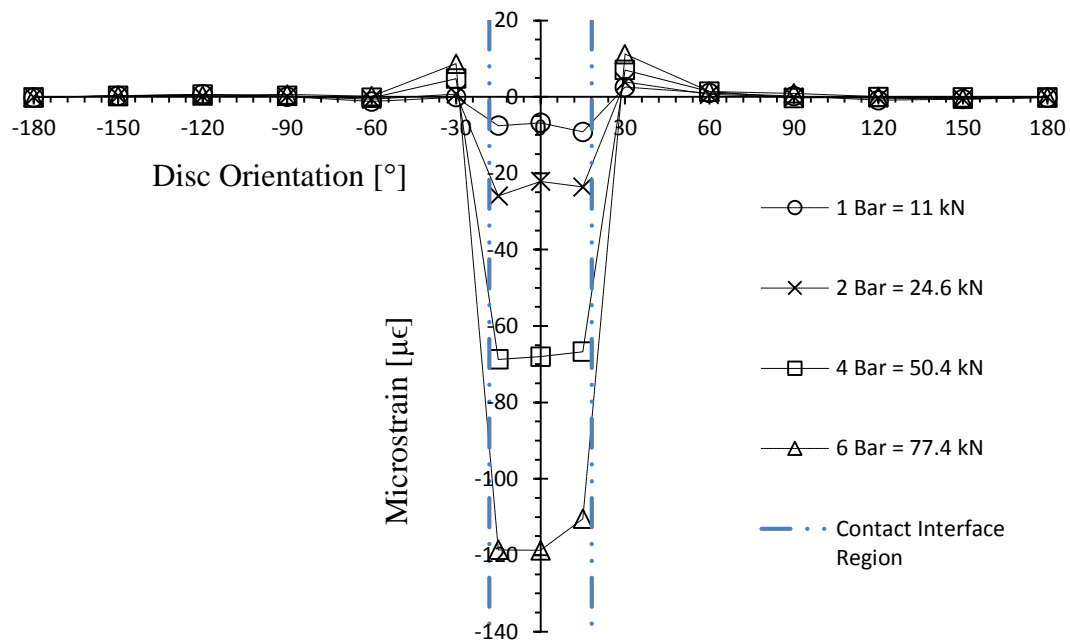 20
0
-20
-40
-60
-80
-100
-120
-140
-180 -150 -120 -90 -60 -30 0 30 60 90 120 150 180
Disc Orientation [°]
Microstrain [µϵ]
1 Bar = 11 kN
2 Bar = 24.6 kN
4 Bar = 50.4 kN
6 Bar = 77.4 kN
Contact Interface
Region